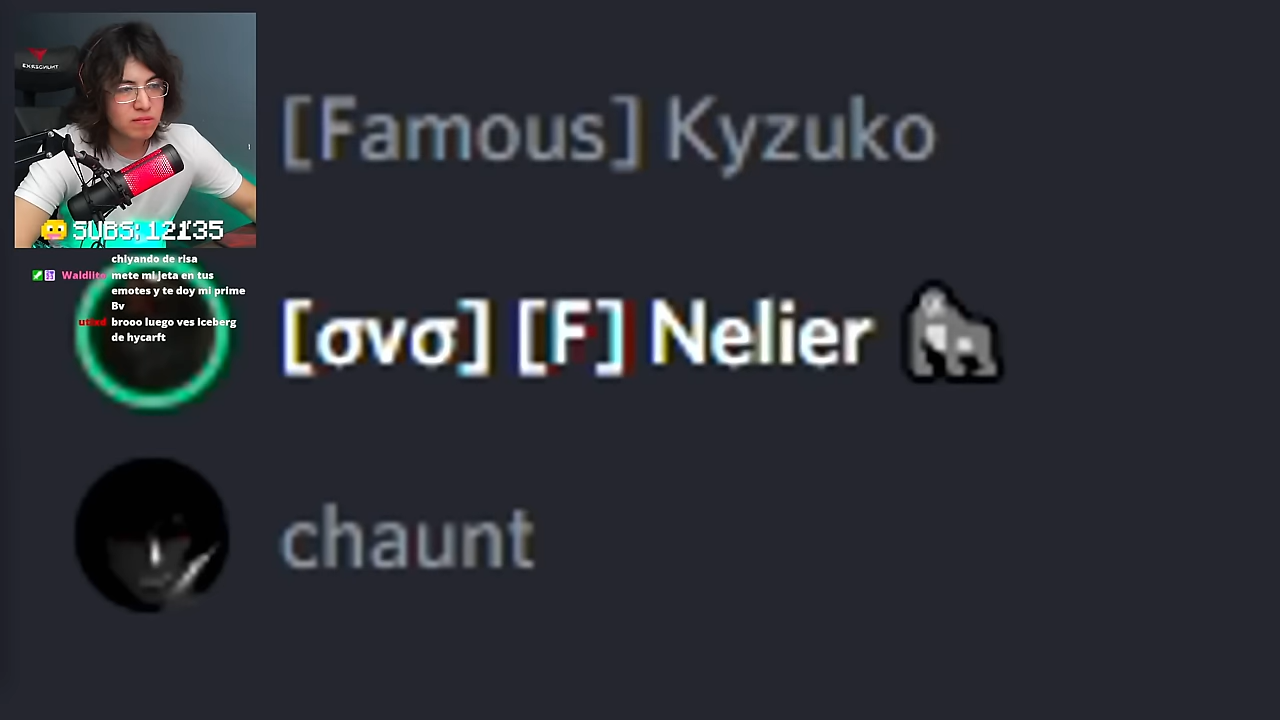 [Famous] Kyzuko
SUBS: 12135
chiyando de risa
Waldiito mete mi jeta en tus
emotes y te doy mi prime
Bv
brooo luego ves iceberg
de hycarft
[σνσ] [F] Nelier
chaunt